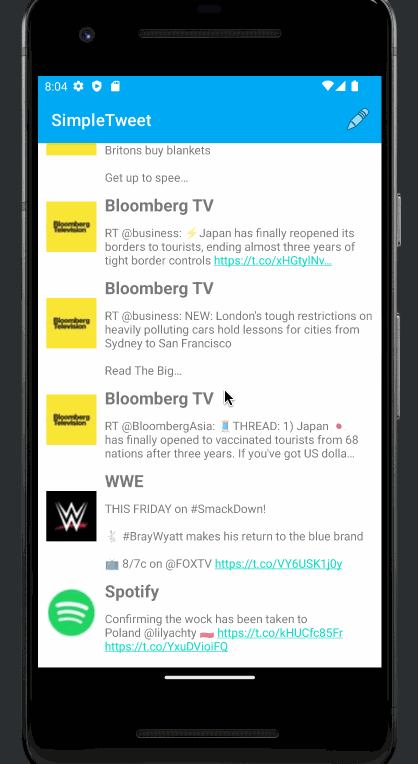 8:04
SimpleTweet
Britons buy blankets
Get up to spee…
Bloomberg TV
Bloomberg
Television
RT @business: ⚡Japan has finally reopened its
borders to tourists, ending almost three years of
tight border controls https://t.co/xHGtylNv…
Bloomberg TV
Bloomberg
Television
RT @business: NEW: London's tough restrictions on
heavily polluting cars hold lessons for cities from
Sydney to San Francisco
Read The Big…
Bloomberg TV
Bloomberg
Television
RT @BloombergAsia: 🧵THREAD: 1) Japan 🇯🇵
has finally opened to vaccinated tourists from 68
nations after three years. If you've got US dolla…
WWE
THIS FRIDAY on #SmackDown!
🐇 #BrayWyatt makes his return to the blue brand
📺 8/7c on @FOXTV https://t.co/VY6USK1j0y
Spotify
Confirming the wock has been taken to
Poland @lilyachty 🇵🇱 https://t.co/kHUCfc85Fr
https://t.co/YxuDVioiFQ